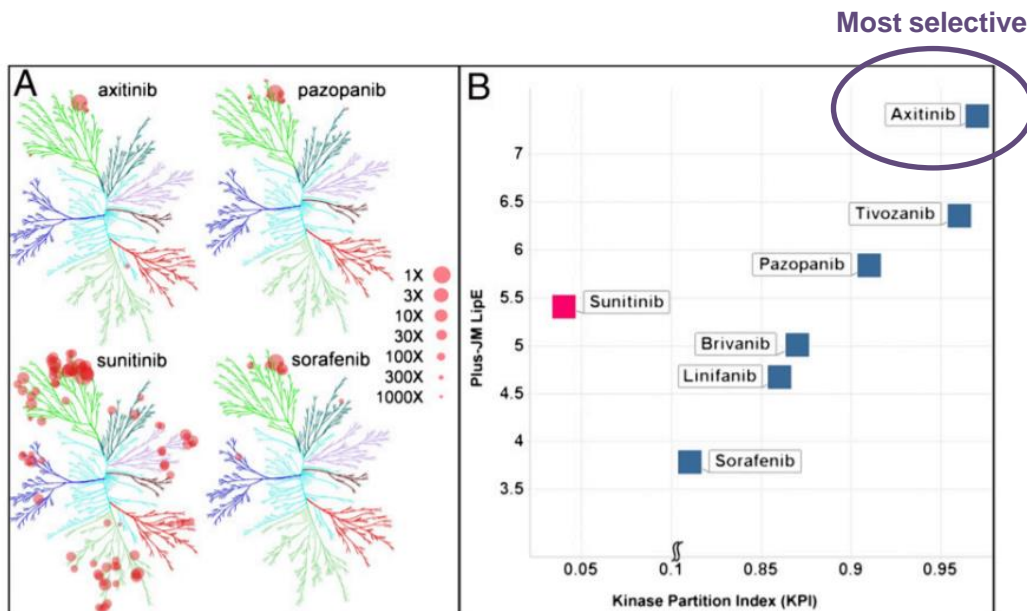 Most selective
A
axitinib
pazopanib
sunitinib
sorafenib
1X
3X
10X
30X
100X
300X
1000X
B
Axitinib
Tivozanib
Pazopanib
Sunitinib
Brivanib
Linifanib
Sorafenib
Plus-JM LipE
7
6.5
6
5.5
5
4.5
4
3.5
0.05
0.1
0.85
0.9
0.95
Kinase Partition Index (KPI)